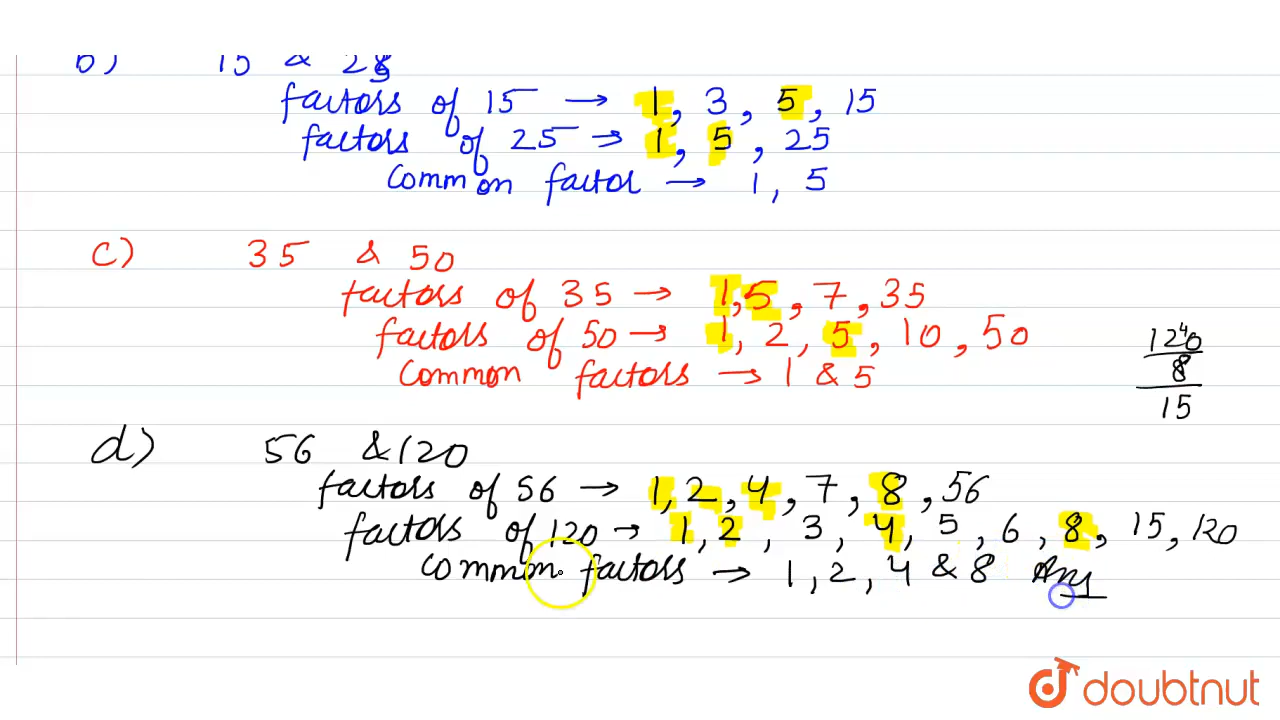 b) 15 & 25
factors of 15 → 1, 3, 5, 15
factors of 25 → 1, 5, 25
Common factor → 1, 5
c) 35 & 50
factors of 35 → 1, 5, 7, 35
factors of 50 → 1, 2, 5, 10, 50
Common factors → 1 & 5
12⁴0
8
15
d) 56 & 120
factors of 56 → 1, 2, 4, 7, 8, 56
factors of 120 → 1, 2, 3, 4, 5, 6, 8, 15, 120
Common factors → 1, 2, 4 & 8 Ans
doubtnut